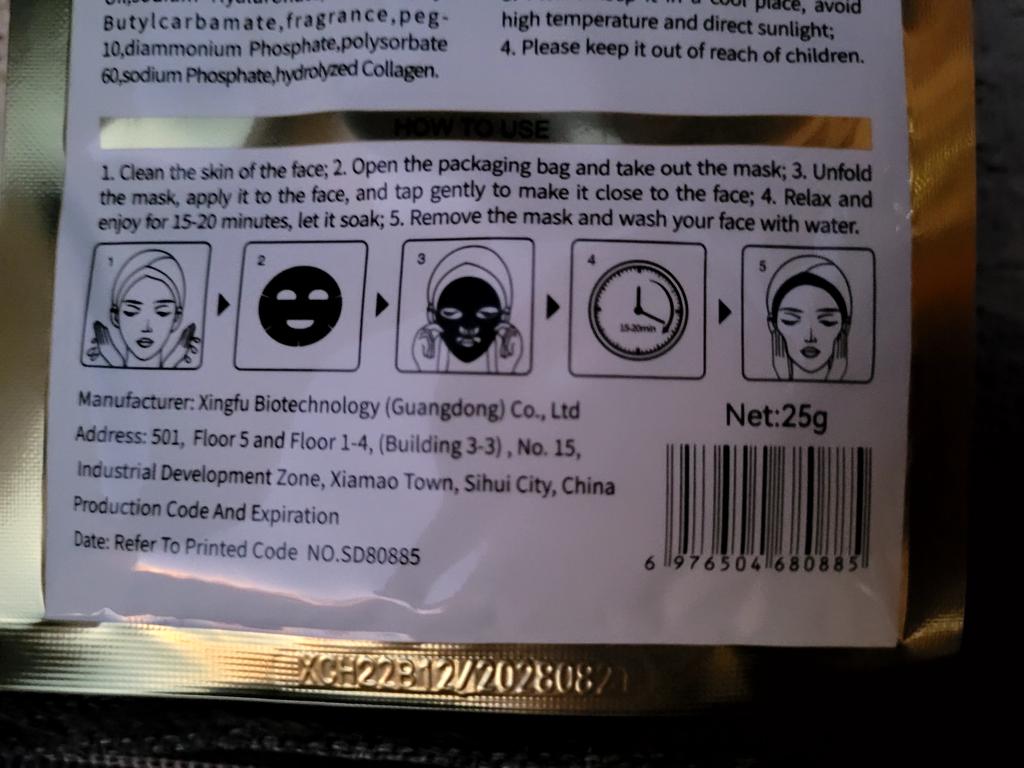 Butylcarbamate,fragrance,peg-
10,diammonium Phosphate,polysorbate
60,sodium Phosphate,hydrolyzed Collagen.
place, avoid
high temperature and direct sunlight;
4. Please keep it out of reach of children.
HOW TO USE
1. Clean the skin of the face; 2. Open the packaging bag and take out the mask; 3. Unfold
the mask, apply it to the face, and tap gently to make it close to the face; 4. Relax and
enjoy for 15-20 minutes, let it soak; 5. Remove the mask and wash your face with water.
1
2
3
4
15-20min
5
Manufacturer: Xingfu Biotechnology (Guangdong) Co., Ltd
Address: 501, Floor 5 and Floor 1-4, (Building 3-3) , No. 15,
Industrial Development Zone, Xiamao Town, Sihui City, China
Production Code And Expiration
Date: Refer To Printed Code NO.SD80885
Net:25g
6 976504 680885